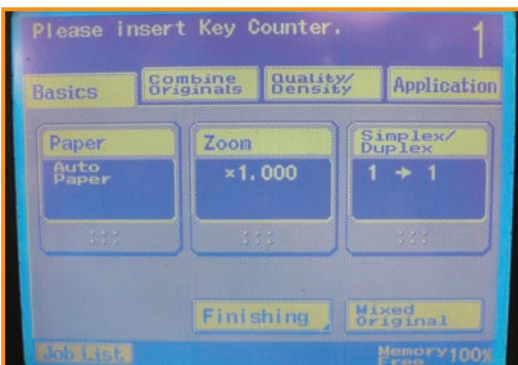 Please insert Key Counter.
1
Basics
Combine
Originals
Quality/
Density
Application
Paper
Auto
Paper
Zoom
×1.000
Simplex/
Duplex
1 → 1
Finishing
Mixed
Original
Job List
Memory 100%
Free